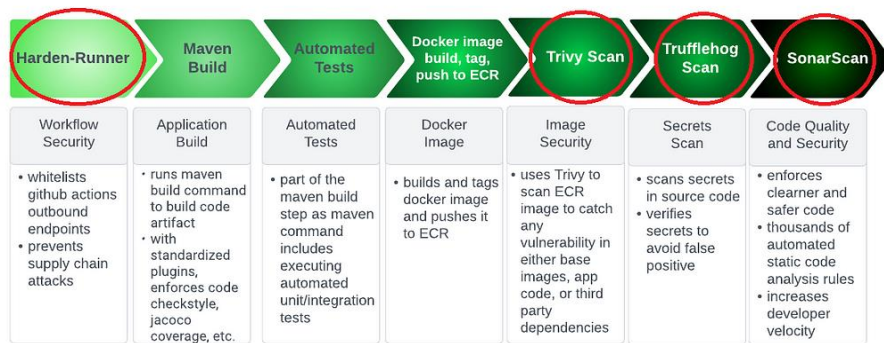 Harden-Runner
Maven
Build
Automated
Tests
Docker image
build, tag,
push to ECR
Trivy Scan
Trufflehog
Scan
SonarScan
Workflow
Security
Application
Build
Automated
Tests
Docker
Image
Image
Security
Secrets
Scan
Code Quality
and Security
• whitelists
github actions
outbound
endpoints
• prevents
supply chain
attacks
• runs maven
build command
to build code
artifact
• with
standardized
plugins,
enforces code
checkstyle,
jacoco
coverage, etc.
• part of the
maven build
step as maven
command
includes
executing
automated
unit/integration
tests
• builds and tags
docker image
and pushes it
to ECR
• uses Trivy to
scan ECR
image to catch
any
vulnerability in
either base
images, app
code, or third
party
dependencies
• scans secrets
in source code
• verifies
secrets to
avoid false
positive
• enforces
clearner and
safer code
• thousands of
automated
static code
analysis rules
• increases
developer
velocity